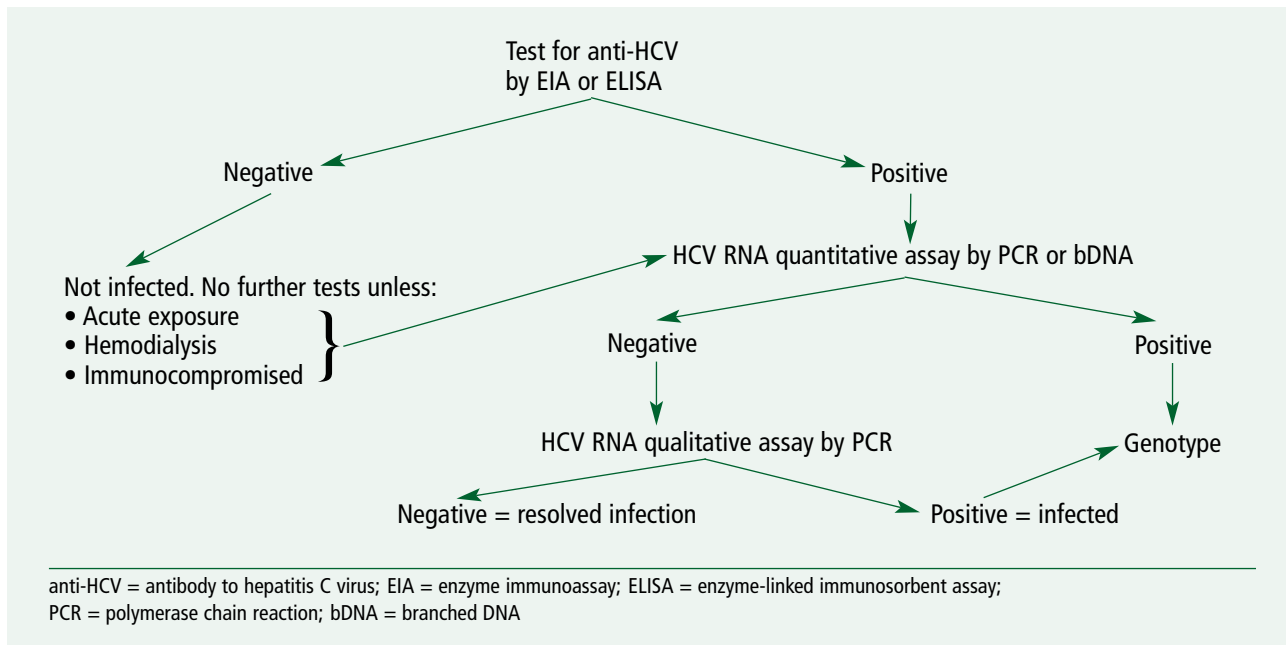 Test for anti-HCV
by EIA or ELISA
Negative
Positive
HCV RNA quantitative assay by PCR or bDNA
Not infected. No further tests unless:
• Acute exposure
• Hemodialysis
• Immunocompromised
Negative
Positive
HCV RNA qualitative assay by PCR
Genotype
Negative = resolved infection
Positive = infected
anti-HCV = antibody to hepatitis C virus; EIA = enzyme immunoassay; ELISA = enzyme-linked immunosorbent assay;
PCR = polymerase chain reaction; bDNA = branched DNA